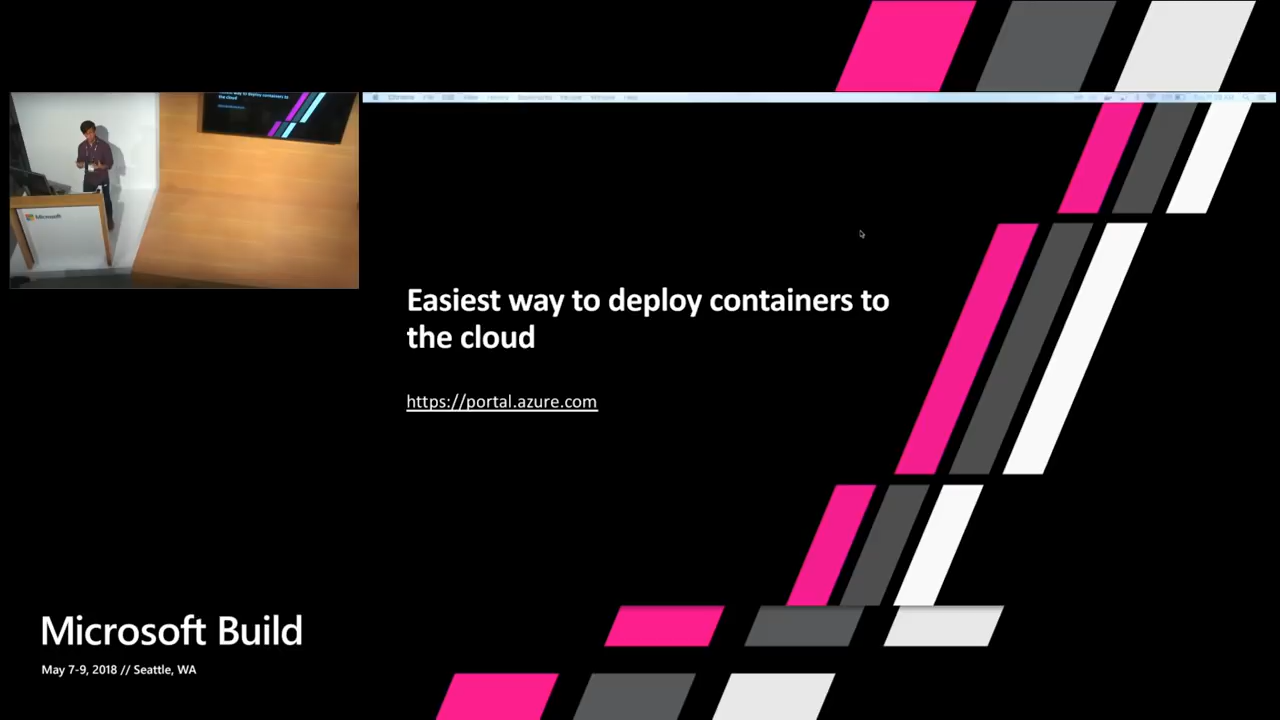 Easiest way to deploy containers to
the cloud
https://portal.azure.com
Microsoft
Microsoft Build
May 7-9, 2018 // Seattle, WA